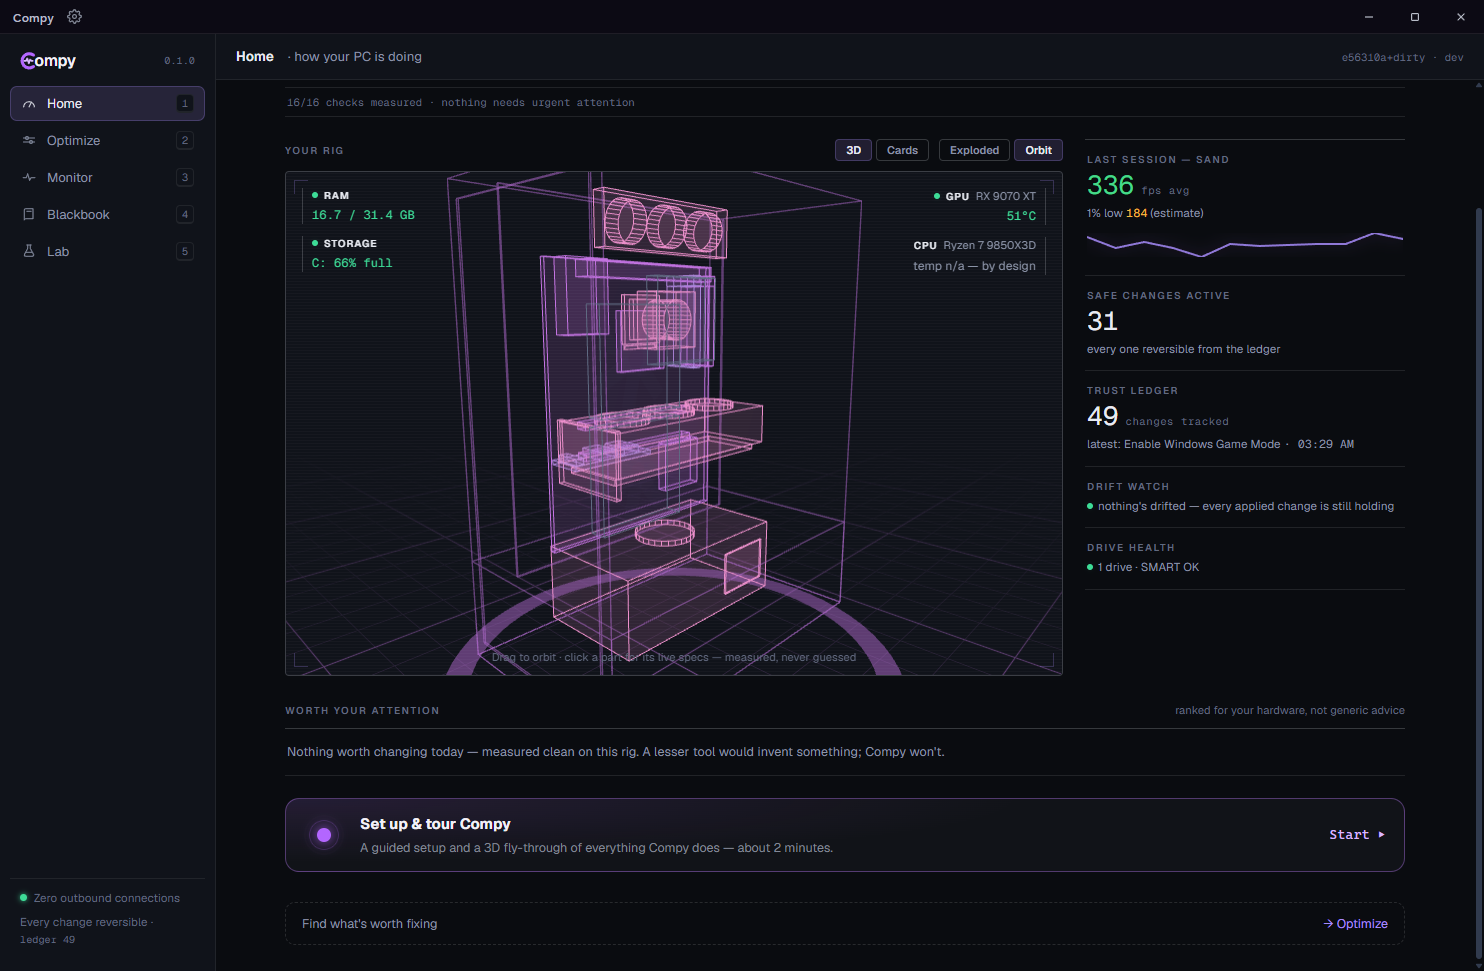 Compy
Compy 0.1.0
Home 1
Optimize 2
Monitor 3
Blackbook 4
Lab 5
Zero outbound connections
Every change reversible ·
ledger 49
Home · how your PC is doing
e56310a+dirty · dev
16/16 checks measured · nothing needs urgent attention
YOUR RIG
3D Cards Exploded Orbit
RAM
16.7 / 31.4 GB
STORAGE
C: 66% full
GPU RX 9070 XT
51°C
CPU Ryzen 7 9850X3D
temp n/a — by design
Drag to orbit · click a part for its live specs — measured, never guessed
LAST SESSION — SAND
336 fps avg
1% low 184 (estimate)
SAFE CHANGES ACTIVE
31
every one reversible from the ledger
TRUST LEDGER
49 changes tracked
latest: Enable Windows Game Mode · 03:29 AM
DRIFT WATCH
nothing's drifted — every applied change is still holding
DRIVE HEALTH
1 drive · SMART OK
WORTH YOUR ATTENTION
ranked for your hardware, not generic advice
Nothing worth changing today — measured clean on this rig. A lesser tool would invent something; Compy won't.
Set up & tour Compy
A guided setup and a 3D fly-through of everything Compy does — about 2 minutes.
Start ▸
Find what's worth fixing
→ Optimize